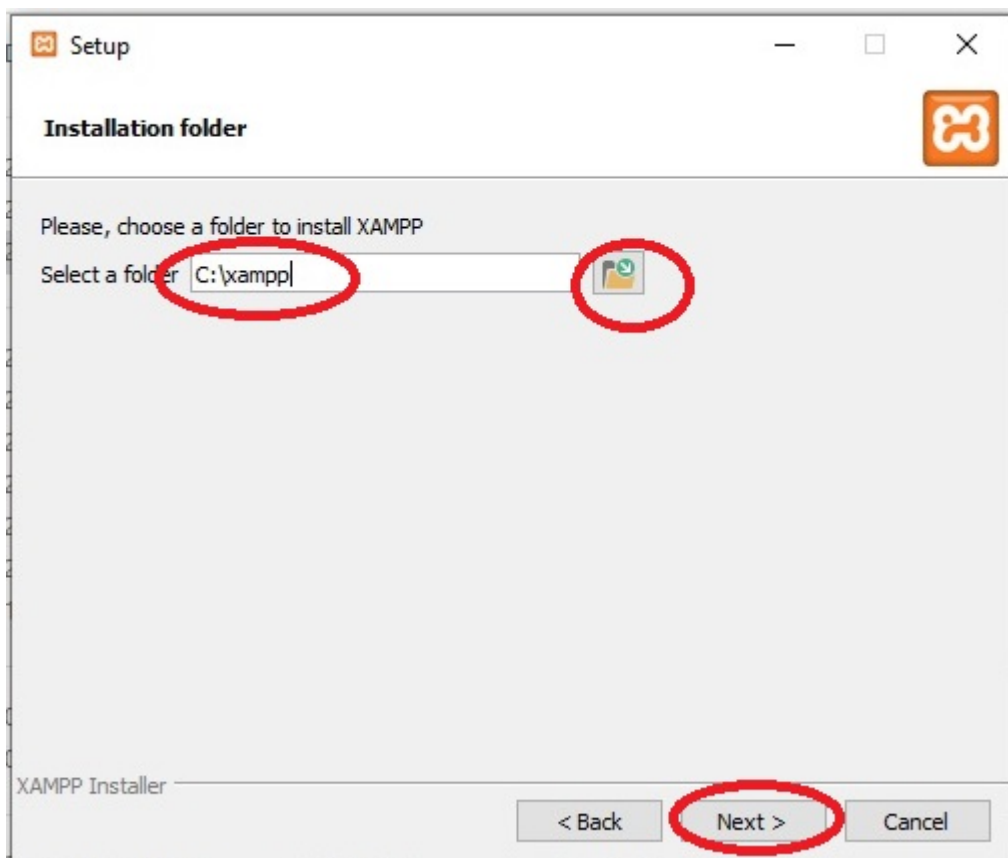 Setup
Installation folder
Please, choose a folder to install XAMPP
Select a folder C:\xampp
XAMPP Installer
< Back Next > Cancel